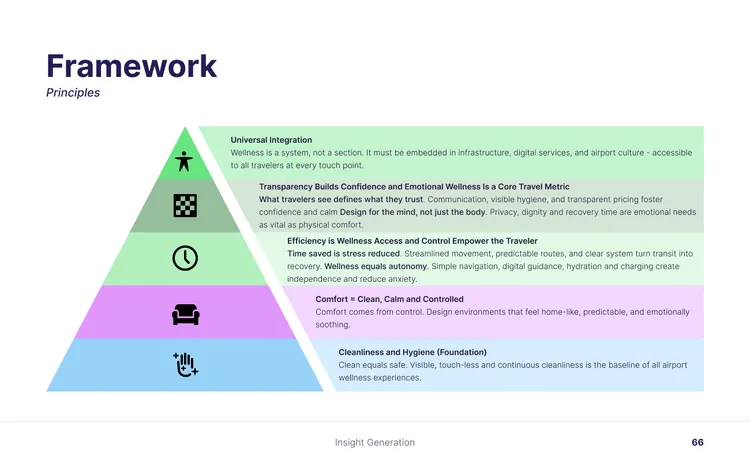 Framework
Principles
Universal Integration
Wellness is a system, not a section. It must be embedded in infrastructure, digital services, and airport culture - accessible
to all travelers at every touch point.
Transparency Builds Confidence and Emotional Wellness Is a Core Travel Metric
What travelers see defines what they trust. Communication, visible hygiene, and transparent pricing foster
confidence and calm Design for the mind, not just the body. Privacy, dignity and recovery time are emotional needs
as vital as physical comfort.
Efficiency is Wellness Access and Control Empower the Traveler
Time saved is stress reduced. Streamlined movement, predictable routes, and clear system turn transit into
recovery. Wellness equals autonomy. Simple navigation, digital guidance, hydration and charging create
independence and reduce anxiety.
Comfort = Clean, Calm and Controlled
Comfort comes from control. Design environments that feel home-like, predictable, and emotionally
soothing.
Cleanliness and Hygiene (Foundation)
Clean equals safe. Visible, touch-less and continuous cleanliness is the baseline of all airport
wellness experiences.
Insight Generation
66